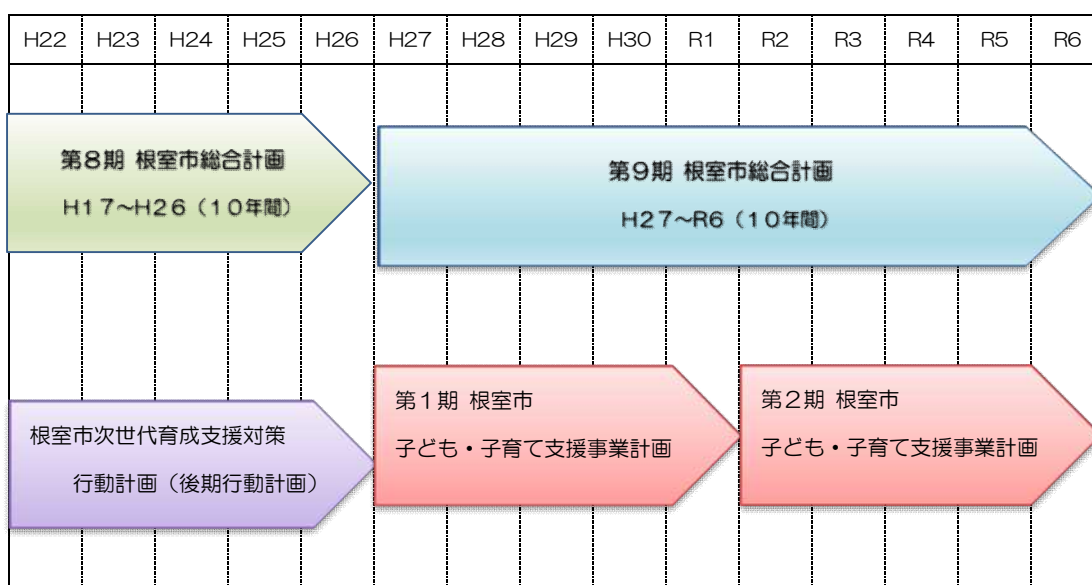 H22 H23 H24 H25 H26 H27 H28 H29 H30 R1 R2 R3 R4 R5 R6
第８期 根室市総合計画
Ｈ１７～Ｈ２６（１０年間）
第９期 根室市総合計画
Ｈ２７～Ｒ６（１０年間）
根室市次世代育成支援対策
行動計画（後期行動計画）
第１期 根室市
子ども・子育て支援事業計画
第２期 根室市
子ども・子育て支援事業計画